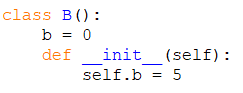 class B():
    b = 0
    def __init__(self):
        self.b = 5